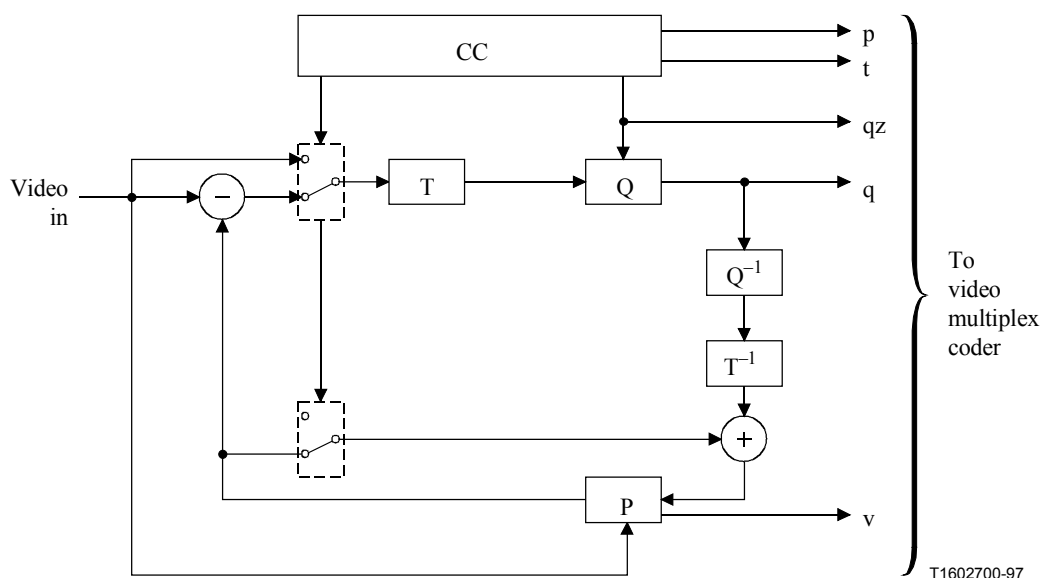 CC
p
t
qz
Video
in
−
T
Q
q
Q⁻¹
To
video
multiplex
coder
T⁻¹
+
P
v
T1602700-97